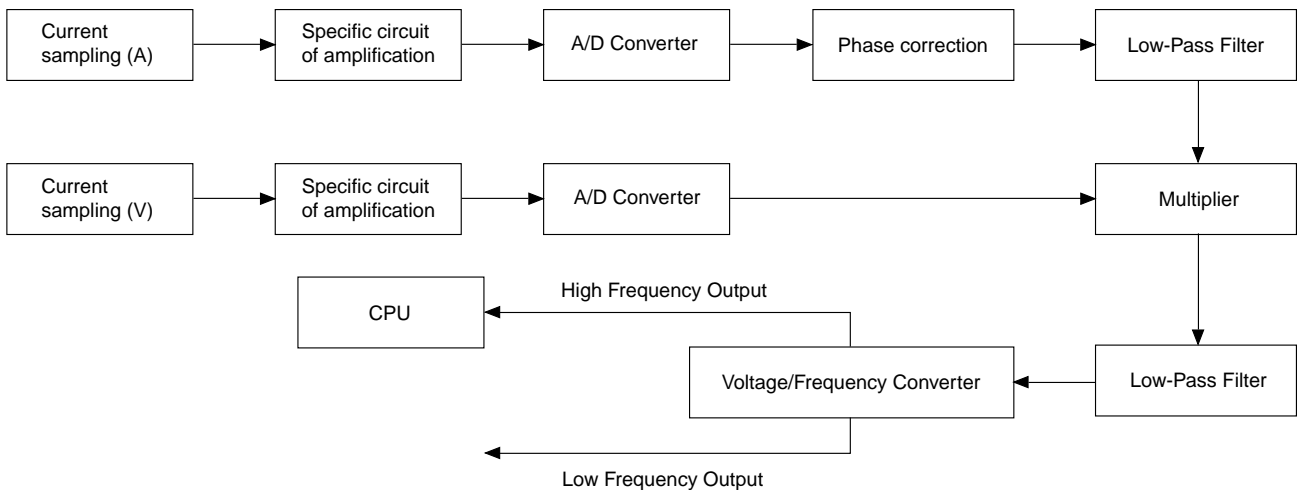 Current
sampling (A)
Specific circuit
of amplification
A/D Converter
Phase correction
Low-Pass Filter
Current
sampling (V)
Specific circuit
of amplification
A/D Converter
Multiplier
High Frequency Output
CPU
Voltage/Frequency Converter
Low-Pass Filter
Low Frequency Output